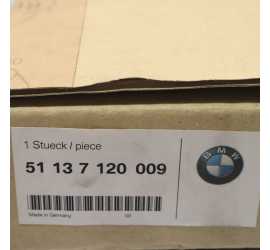 1 Stueck / piece
51 13 7 120 009
BMW
Made in Germany